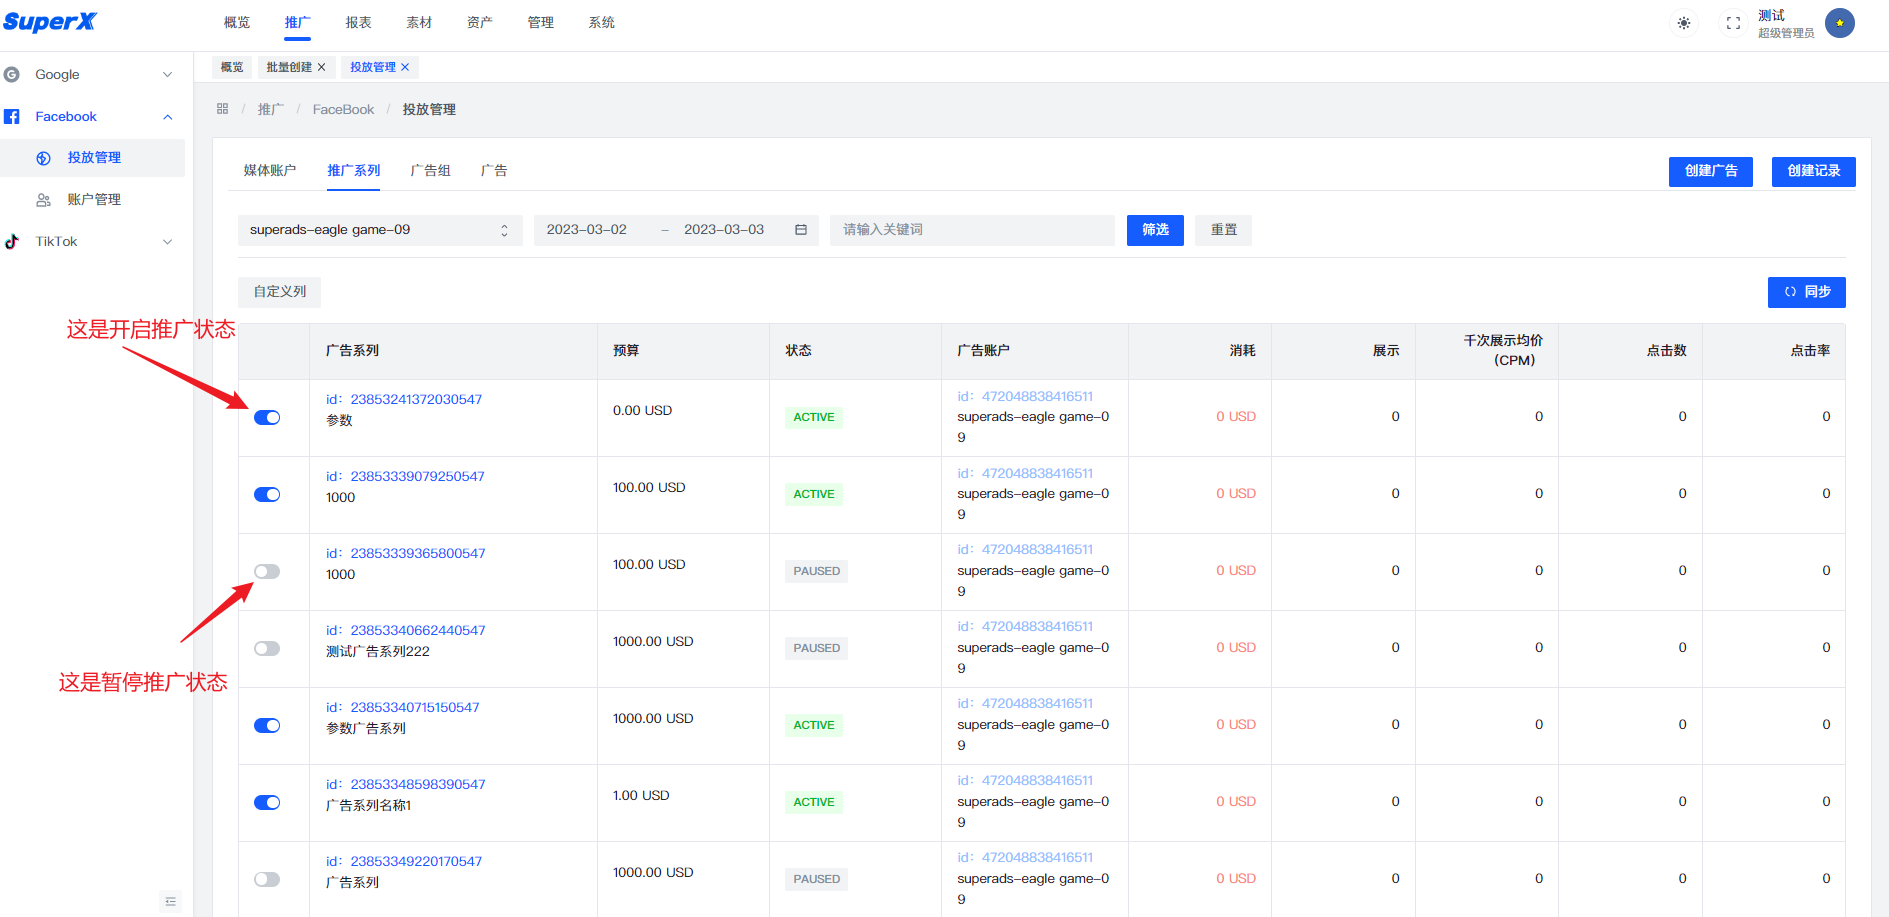 SuperX
概览
推广
报表
素材
资产
管理
系统
测试
超级管理员
Google
Facebook
投放管理
账户管理
TikTok
概览
批量创建
投放管理
/ 推广 / FaceBook / 投放管理
媒体账户
推广系列
广告组
广告
创建广告
创建记录
superads-eagle game-09
2023-03-02 – 2023-03-03
请输入关键词
筛选
重置
自定义列
同步
这是开启推广状态
这是暂停推广状态
广告系列
预算
状态
广告账户
消耗
展示
千次展示均价
（CPM）
点击数
点击率
id：23853241372030547
参数
0.00 USD
ACTIVE
id：472048838416511
superads-eagle game-0
9
0 USD
0
0
0
0
id：23853339079250547
1000
100.00 USD
ACTIVE
id：472048838416511
superads-eagle game-0
9
0 USD
0
0
0
0
id：23853339365800547
1000
100.00 USD
PAUSED
id：472048838416511
superads-eagle game-0
9
0 USD
0
0
0
0
id：23853340662440547
测试广告系列222
1000.00 USD
PAUSED
id：472048838416511
superads-eagle game-0
9
0 USD
0
0
0
0
id：23853340715150547
参数广告系列
1000.00 USD
ACTIVE
id：472048838416511
superads-eagle game-0
9
0 USD
0
0
0
0
id：23853348598390547
广告系列名称1
1.00 USD
ACTIVE
id：472048838416511
superads-eagle game-0
9
0 USD
0
0
0
0
id：23853349220170547
广告系列
1000.00 USD
PAUSED
id：472048838416511
superads-eagle game-0
9
0 USD
0
0
0
0